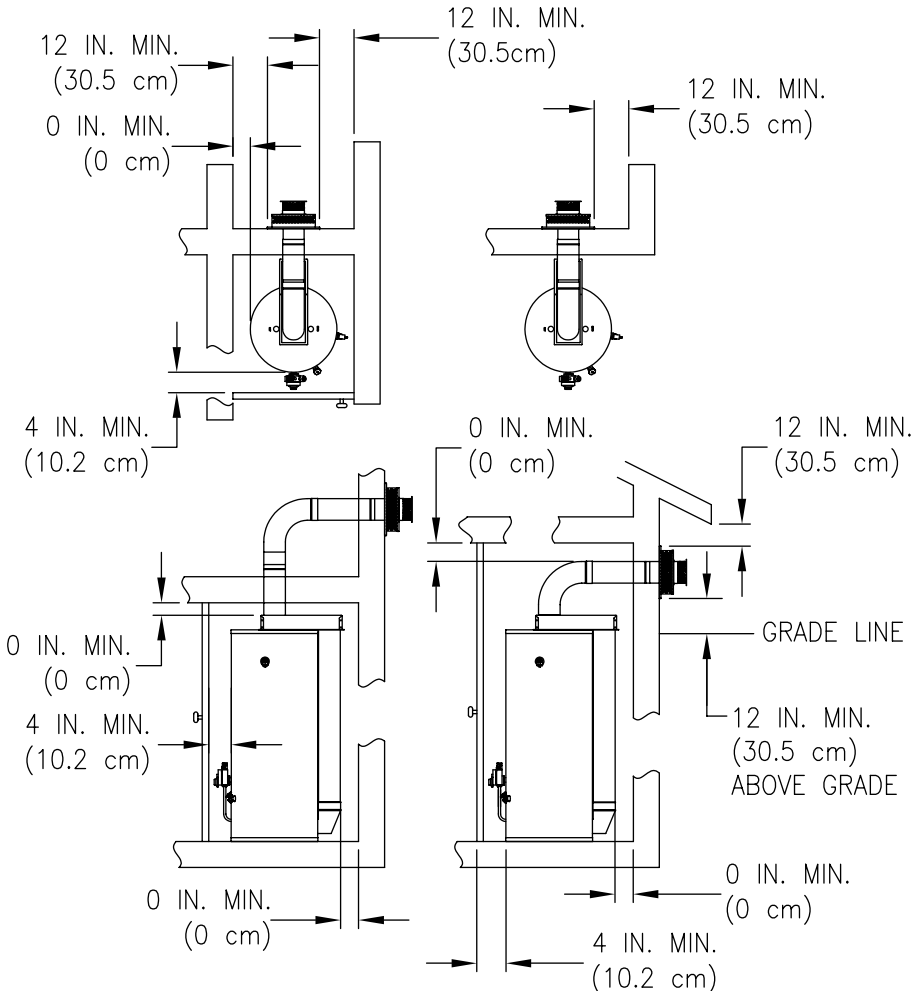 12 IN. MIN.
(30.5cm)
12 IN. MIN.
(30.5 cm)
0 IN. MIN.
(0 cm)
12 IN. MIN.
(30.5 cm)
4 IN. MIN.
(10.2 cm)
0 IN. MIN.
(0 cm)
12 IN. MIN.
(30.5 cm)
GRADE LINE
0 IN. MIN.
(0 cm)
4 IN. MIN.
(10.2 cm)
12 IN. MIN.
(30.5 cm)
ABOVE GRADE
0 IN. MIN.
(0 cm)
0 IN. MIN.
(0 cm)
4 IN. MIN.
(10.2 cm)